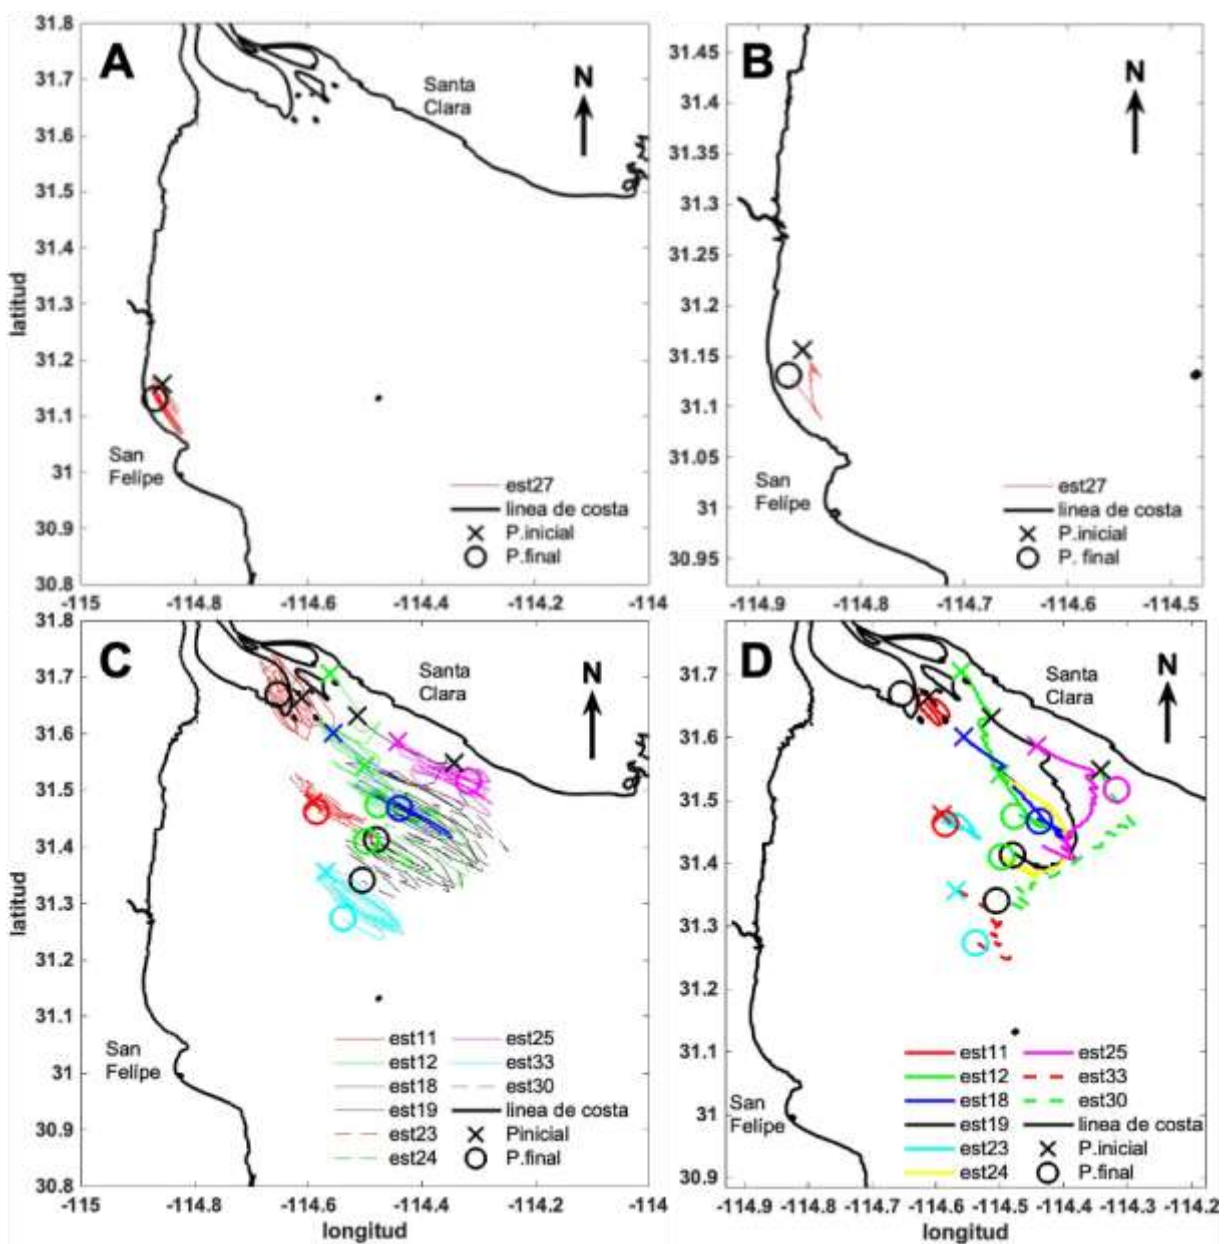 A
31.8
31.7
31.6
31.5
31.4
31.3
31.2
31.1
31
30.9
30.8
latitud
Santa
Clara
N
San
Felípe
est27
linea de costa
P.inicial
P.final
-115
-114.8
-114.6
-114.4
-114.2
-114
B
31.45
31.4
31.35
31.3
31.25
31.2
31.15
31.1
31.05
31
30.95
N
San
Felípe
est27
linea de costa
P.inicial
P. final
-114.9
-114.8
-114.7
-114.6
-114.5
C
31.8
31.7
31.6
31.5
31.4
31.3
31.2
31.1
31
30.9
30.8
latitud
Santa
Clara
N
San
Felípe
est11
est12
est18
est19
est23
est24
est25
est33
est30
linea de costa
Pinicial
P.final
-115
-114.8
-114.6
-114.4
-114.2
-114
longitud
D
31.7
31.6
31.5
31.4
31.3
31.2
31.1
31
30.9
Santa
Clara
N
San
Felípe
est11
est12
est18
est19
est23
est24
est25
est33
est30
linea de costa
P.inicial
P.final
-114.9
-114.8
-114.7
-114.6
-114.5
-114.4
-114.3
-114.2
longitud